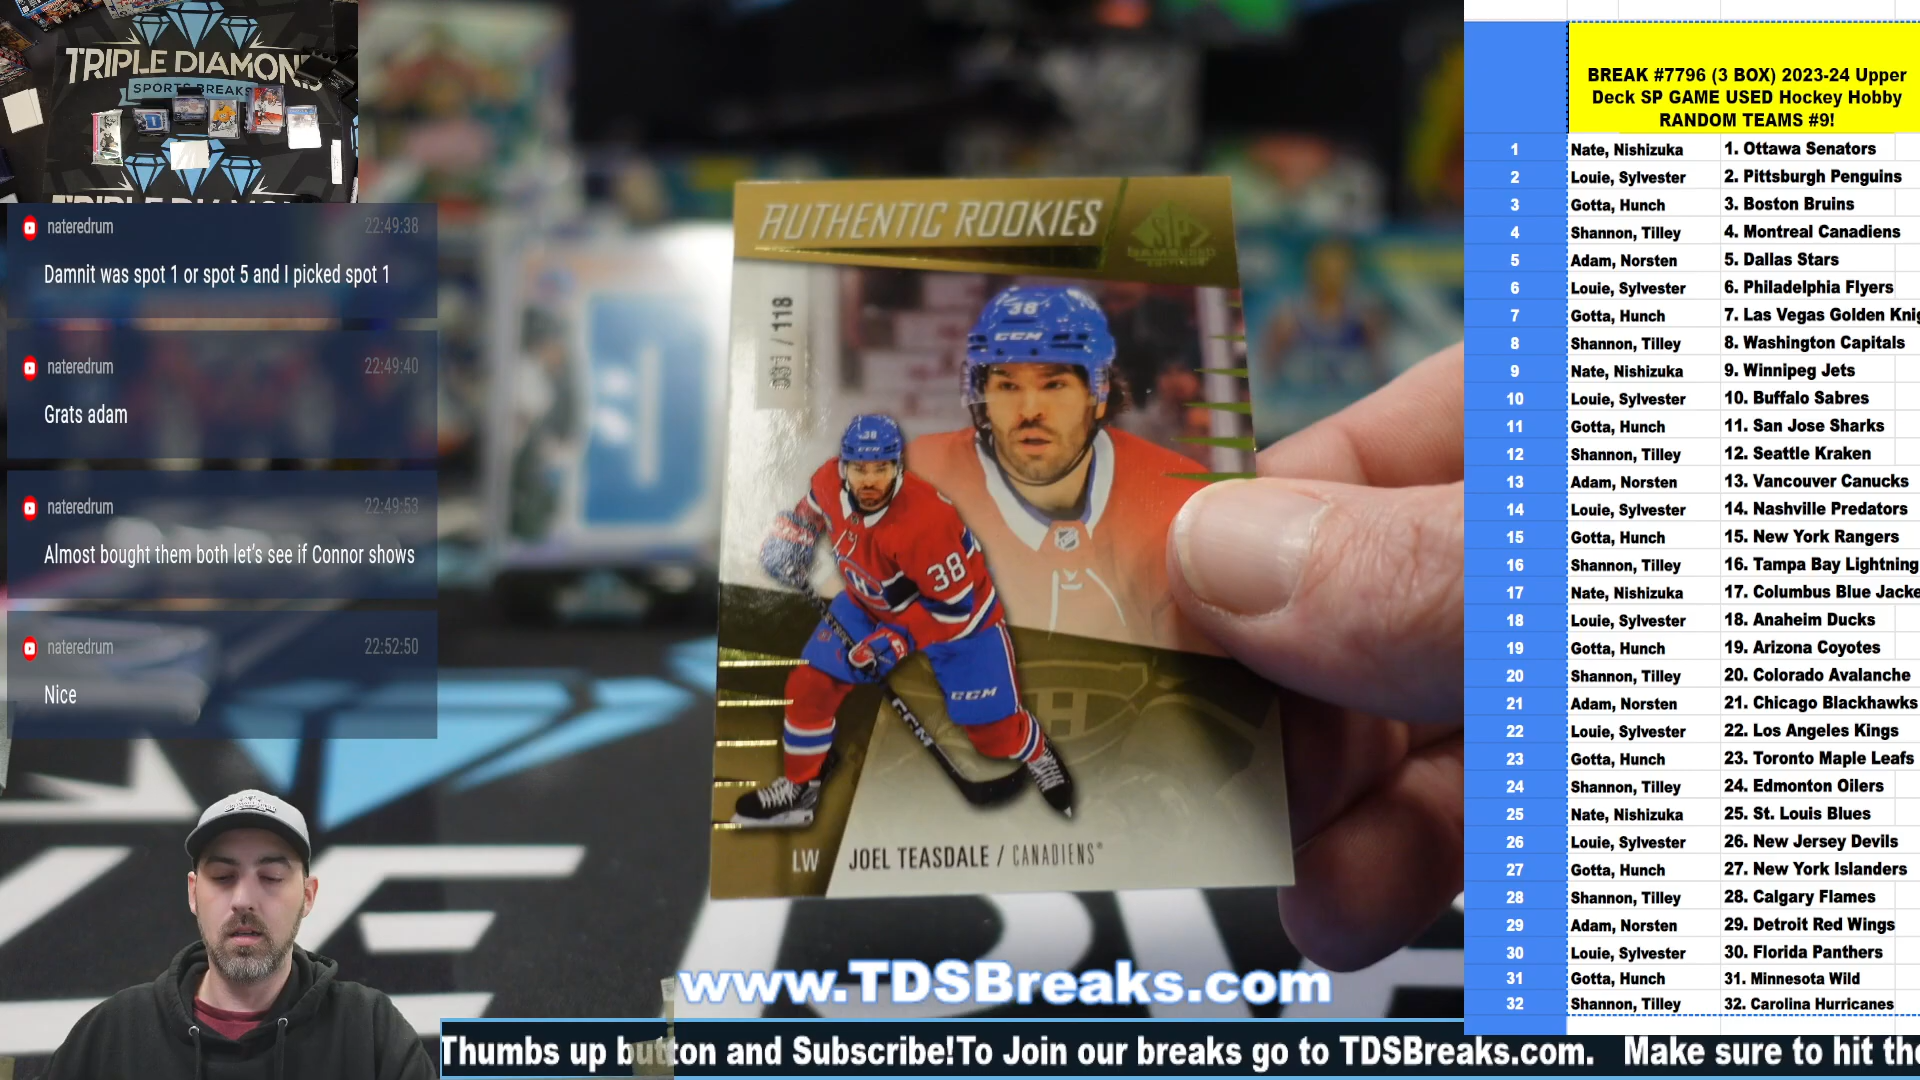 TRIPLE DIAMOND
SPORTS BREAKS
nateredrum 22:49:38
Damnit was spot 1 or spot 5 and I picked spot 1
nateredrum 22:49:40
Grats adam
nateredrum 22:49:53
Almost bought them both let's see if Connor shows
nateredrum 22:52:50
Nice
AUTHENTIC ROOKIES
SP
/ 118
38
CCM
38
38
CCM
CCM
LW JOEL TEASDALE / CANADIENS
www.TDSBreaks.com
BREAK #7796 (3 BOX) 2023-24 Upper
Deck SP GAME USED Hockey Hobby
RANDOM TEAMS #9!
1 Nate, Nishizuka 1. Ottawa Senators
2 Louie, Sylvester 2. Pittsburgh Penguins
3 Gotta, Hunch 3. Boston Bruins
4 Shannon, Tilley 4. Montreal Canadiens
5 Adam, Norsten 5. Dallas Stars
6 Louie, Sylvester 6. Philadelphia Flyers
7 Gotta, Hunch 7. Las Vegas Golden Knig
8 Shannon, Tilley 8. Washington Capitals
9 Nate, Nishizuka 9. Winnipeg Jets
10 Louie, Sylvester 10. Buffalo Sabres
11 Gotta, Hunch 11. San Jose Sharks
12 Shannon, Tilley 12. Seattle Kraken
13 Adam, Norsten 13. Vancouver Canucks
14 Louie, Sylvester 14. Nashville Predators
15 Gotta, Hunch 15. New York Rangers
16 Shannon, Tilley 16. Tampa Bay Lightning
17 Nate, Nishizuka 17. Columbus Blue Jacke
18 Louie, Sylvester 18. Anaheim Ducks
19 Gotta, Hunch 19. Arizona Coyotes
20 Shannon, Tilley 20. Colorado Avalanche
21 Adam, Norsten 21. Chicago Blackhawks
22 Louie, Sylvester 22. Los Angeles Kings
23 Gotta, Hunch 23. Toronto Maple Leafs
24 Shannon, Tilley 24. Edmonton Oilers
25 Nate, Nishizuka 25. St. Louis Blues
26 Louie, Sylvester 26. New Jersey Devils
27 Gotta, Hunch 27. New York Islanders
28 Shannon, Tilley 28. Calgary Flames
29 Adam, Norsten 29. Detroit Red Wings
30 Louie, Sylvester 30. Florida Panthers
31 Gotta, Hunch 31. Minnesota Wild
32 Shannon, Tilley 32. Carolina Hurricanes
Thumbs up button and Subscribe!To Join our breaks go to TDSBreaks.com. Make sure to hit the